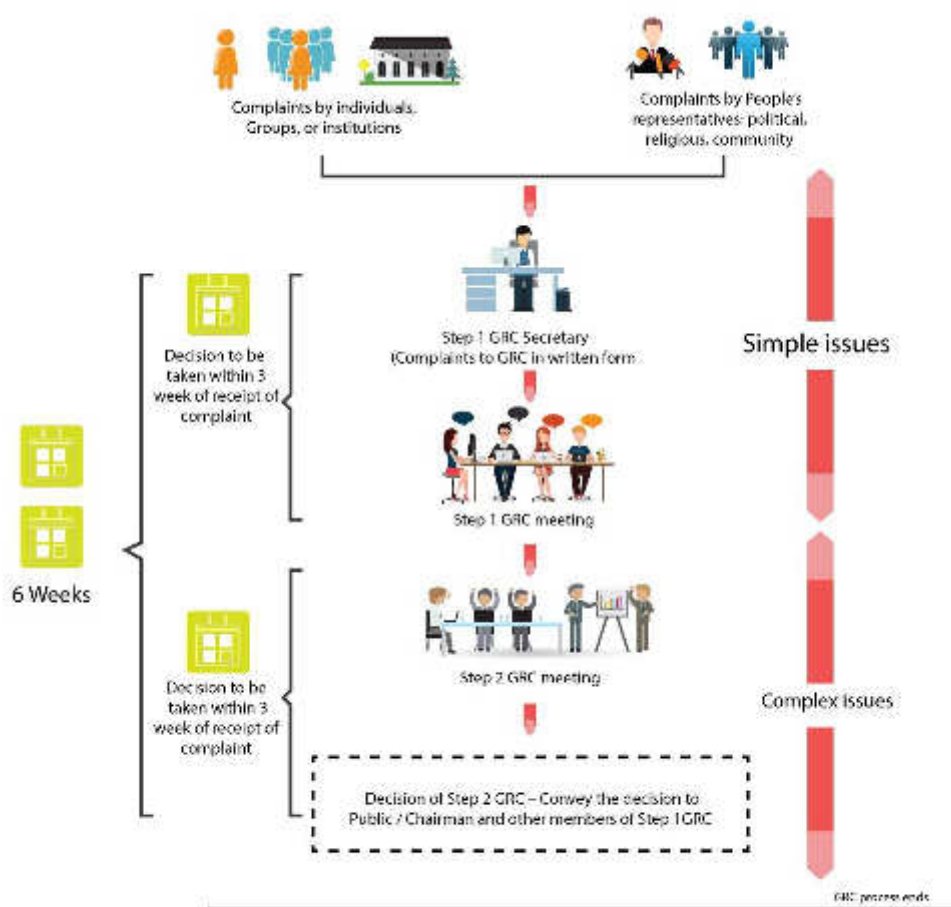 Complaints by individuals,
Groups, or institutions
Complaints by People's
representatives: political,
religious, community
Step 1 GRC Secretary
(Complaints to GRC in written form
Simple issues
Decision to be
taken within 3
week of receipt of
complaint
Step 1 GRC meeting
6 Weeks
Step 2 GRC meeting
Decision to be
taken within 3
week of receipt of
complaint
Complex issues
Decision of Step 2 GRC – Convey the decision to
Public / Chairman and other members of Step 1GRC
GRC process ends